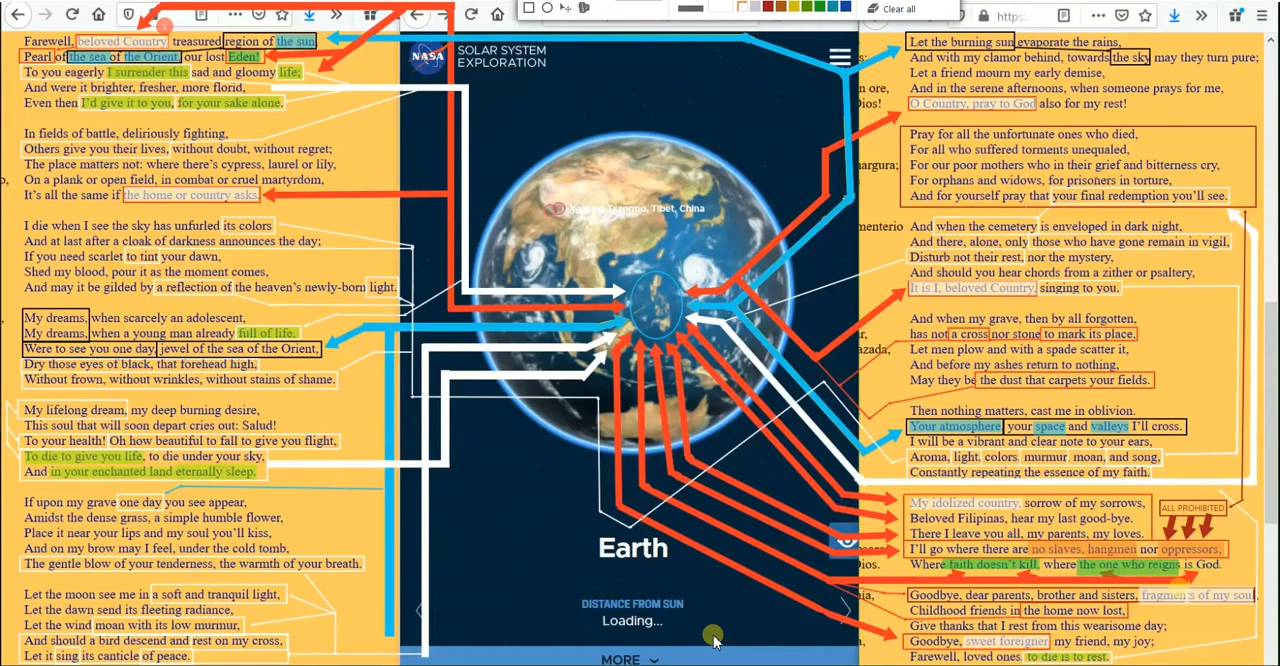 Clear all
https:
Farewell, beloved Country, treasured region of the sun,
Pearl of the sea of the Orient, our lost Eden!
To you eagerly I surrender this sad and gloomy life;
And were it brighter, fresher, more florid,
Even then I'd give it to you, for your sake alone.
In fields of battle, deliriously fighting,
Others give you their lives, without doubt, without regret;
The place matters not: where there's cypress, laurel or lily,
On a plank or open field, in combat or cruel martyrdom,
It's all the same if the home or country asks.
I die when I see the sky has unfurled its colors
And at last after a cloak of darkness announces the day;
If you need scarlet to tint your dawn,
Shed my blood, pour it as the moment comes,
And may it be gilded by a reflection of the heaven's newly-born light.
My dreams, when scarcely an adolescent,
My dreams, when a young man already full of life.
Were to see you one day, jewel of the sea of the Orient,
Dry those eyes of black, that forehead high,
Without frown, without wrinkles, without stains of shame.
My lifelong dream, my deep burning desire,
This soul that will soon depart cries out: Salud!
To your health! Oh how beautiful to fall to give you flight,
To die to give you life, to die under your sky,
And in your enchanted land eternally sleep.
If upon my grave one day you see appear,
Amidst the dense grass, a simple humble flower,
Place it near your lips and my soul you'll kiss,
And on my brow may I feel, under the cold tomb,
The gentle blow of your tenderness, the warmth of your breath.
Let the moon see me in a soft and tranquil light,
Let the dawn send its fleeting radiance,
Let the wind moan with its low murmur,
And should a bird descend and rest on my cross,
Let it sing its canticle of peace.
NASA
SOLAR SYSTEM
EXPLORATION
Tsangpo, Tibet, China
Earth
DISTANCE FROM SUN
Loading...
MORE
Let the burning sun evaporate the rains,
And with my clamor behind, towards the sky may they turn pure;
Let a friend mourn my early demise,
And in the serene afternoons, when someone prays for me,
O Country, pray to God also for my rest!
Pray for all the unfortunate ones who died,
For all who suffered torments unequaled,
For our poor mothers who in their grief and bitterness cry,
For orphans and widows, for prisoners in torture,
And for yourself pray that your final redemption you'll see.
And when the cemetery is enveloped in dark night,
And there, alone, only those who have gone remain in vigil,
Disturb not their rest, nor the mystery,
And should you hear chords from a zither or psaltery,
It is I, beloved Country, singing to you.
And when my grave, then by all forgotten,
has not a cross nor stone to mark its place,
Let men plow and with a spade scatter it,
And before my ashes return to nothing,
May they be the dust that carpets your fields.
Then nothing matters, cast me in oblivion.
Your atmosphere, your space and valleys I'll cross.
I will be a vibrant and clear note to your ears,
Aroma, light, colors, murmur, moan, and song,
Constantly repeating the essence of my faith.
My idolized country, sorrow of my sorrows,
Beloved Filipinas, hear my last good-bye.
There I leave you all, my parents, my loves.
I'll go where there are no slaves, hangmen nor oppressors,
Where faith doesn't kill, where the one who reigns is God.
ALL PROHIBITED
Goodbye, dear parents, brother and sisters, fragments of my soul,
Childhood friends in the home now lost,
Give thanks that I rest from this wearisome day;
Goodbye, sweet foreigner my friend, my joy;
Farewell, loved ones. to die is to rest.